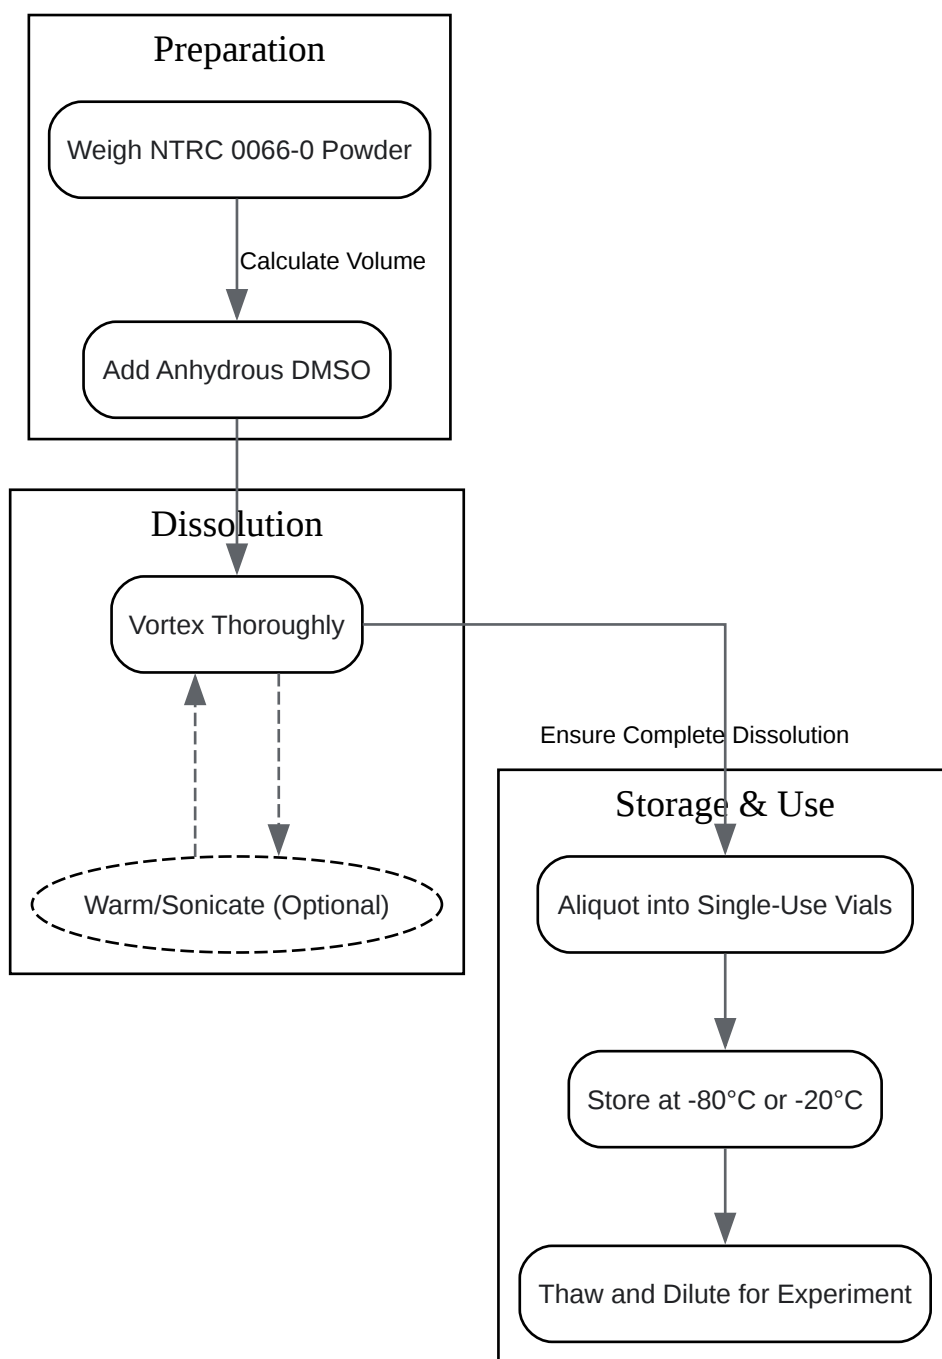 Preparation
Weigh NTRC 0066-0 Powder
Calculate Volume
Add Anhydrous DMSO
Dissolution
Vortex Thoroughly
Ensure Complete Dissolution
Storage & Use
Warm/Sonicate (Optional)
Aliquot into Single-Use Vials
Store at -80°C or -20°C
Thaw and Dilute for Experiment